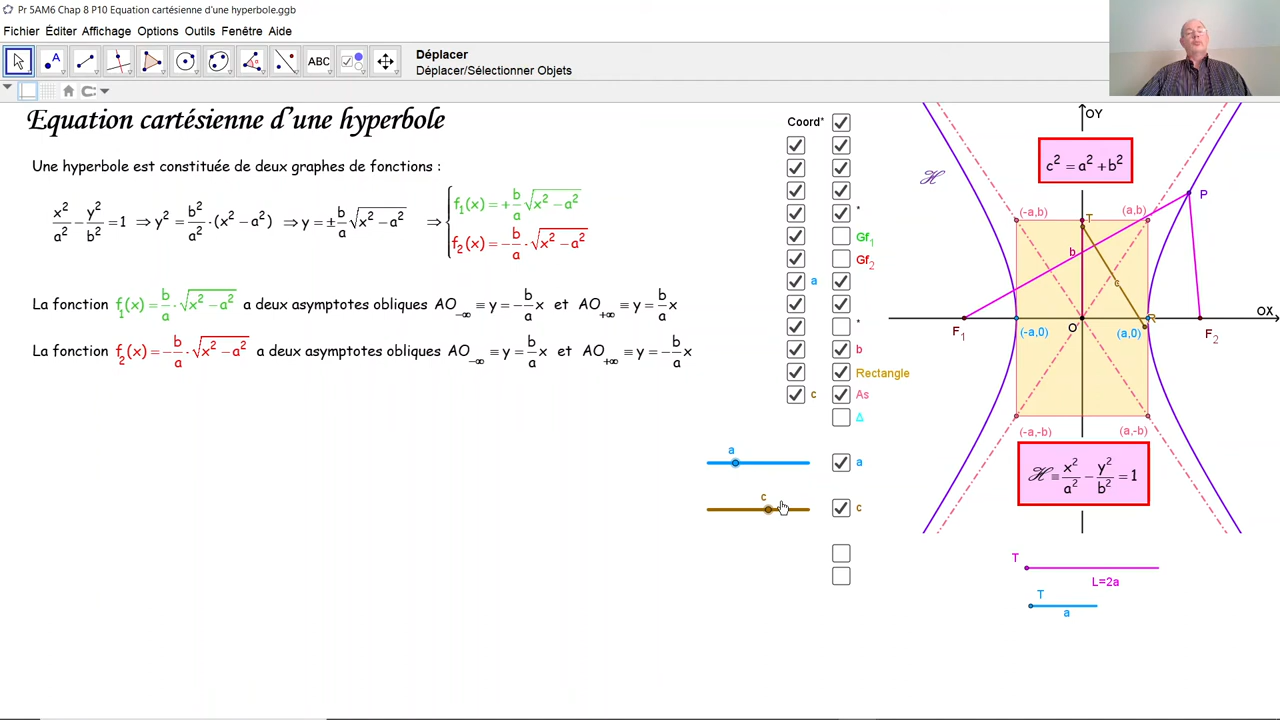 Pr 5AM6 Chap 8 P10 Equation cartésienne d'une hyperbole.ggb
Fichier Éditer Affichage Options Outils Fenêtre Aide
A ABC
Déplacer
Déplacer/Sélectionner Objets
Equation cartésienne d'une hyperbole
Une hyperbole est constituée de deux graphes de fonctions :
x²/a² − y²/b² = 1 ⇒ y² = b²/a² · (x² − a²) ⇒ y = ± b/a √(x² − a²) ⇒ { f₁(x) = + b/a √(x² − a²)
f₂(x) = − b/a · √(x² − a²)
La fonction f₁(x) = b/a · √(x² − a²) a deux asymptotes obliques AO₋∞ ≡ y = − b/a x et AO₊∞ ≡ y = b/a x
La fonction f₂(x) = − b/a · √(x² − a²) a deux asymptotes obliques AO₋∞ ≡ y = b/a x et AO₊∞ ≡ y = − b/a x
Coord*
*
Gf₁
Gf₂
a
*
b
Rectangle
c As
Δ
a
a
c
c
OY
c² = a² + b²
ℋ
P
(-a,b) T (a,b)
b
c
R
OX
F₁ (-a,0) O (a,0) F₂
(-a,-b) (a,-b)
ℋ ≡ x²/a² − y²/b² = 1
T
L=2a
T
a